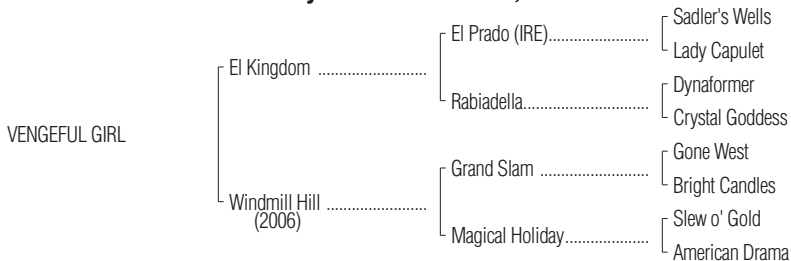 Sadler's Wells
El Prado (IRE)........................
Lady Capulet
El Kingdom ..........................
Dynaformer
Rabiadella..............................
Crystal Goddess
VENGEFUL GIRL
Gone West
Grand Slam ..........................
Bright Candles
Windmill Hill ........................
(2006)
Slew o' Gold
Magical Holiday....................
American Drama